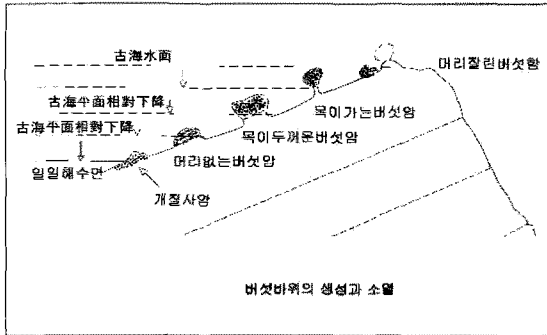 古海水面
머리잘린버섯암
古海平面相對下降
목이가는버섯암
古海平面相對下降
목이두꺼운버섯암
머리없는버섯암
일일해수면
개질사암
버섯바위의 생성과 소멸